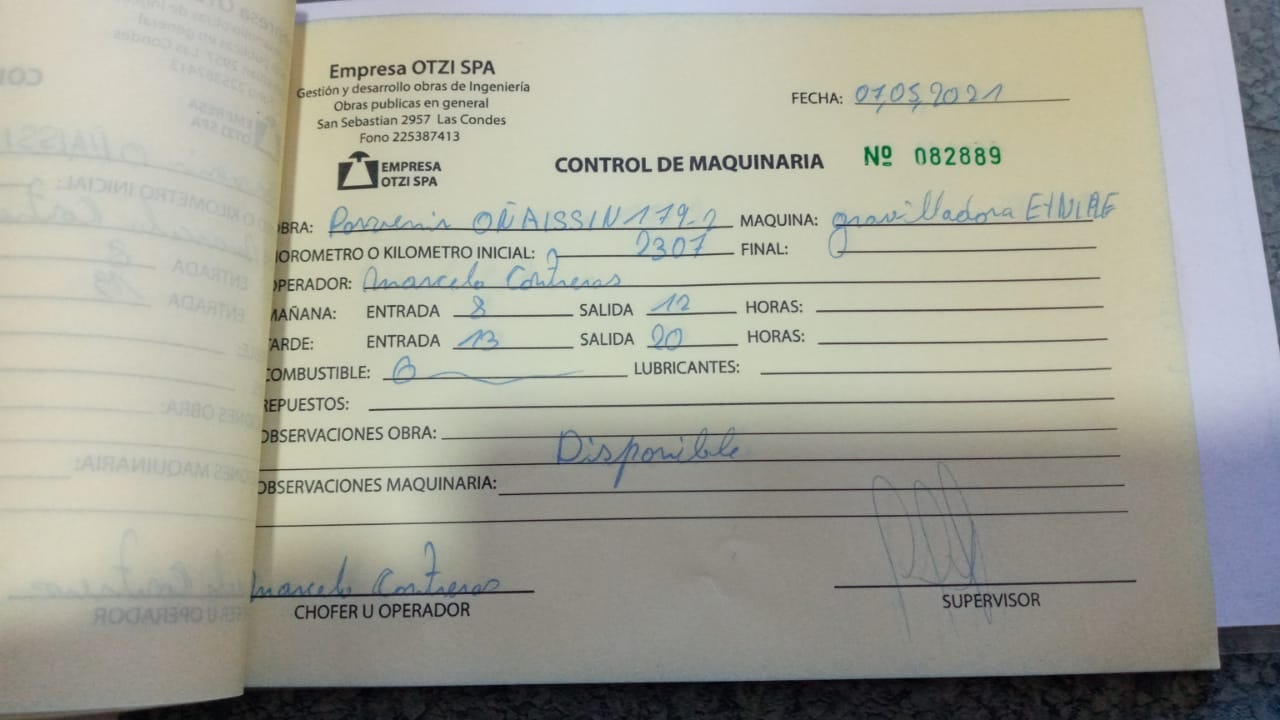 Empresa OTZI SPA
Gestión y desarrollo obras de Ingeniería
Obras publicas en general
San Sebastian 2957 Las Condes
Fono 225387413
EMPRESA
OTZI SPA
FECHA: 07,05,2021
CONTROL DE MAQUINARIA Nº 082889
OBRA: Porvenir OÑAISSIN 179-2 MAQUINA: gravilladora
HOROMETRO O KILOMETRO INICIAL: 2307 FINAL:
OPERADOR: Marcelo Contreras
MAÑANA: ENTRADA 8 SALIDA 12 HORAS:
TARDE: ENTRADA 13 SALIDA 20 HORAS:
COMBUSTIBLE: 0 LUBRICANTES:
REPUESTOS:
OBSERVACIONES OBRA:
Disponible
OBSERVACIONES MAQUINARIA:
Marcelo Contreras
CHOFER U OPERADOR
SUPERVISOR